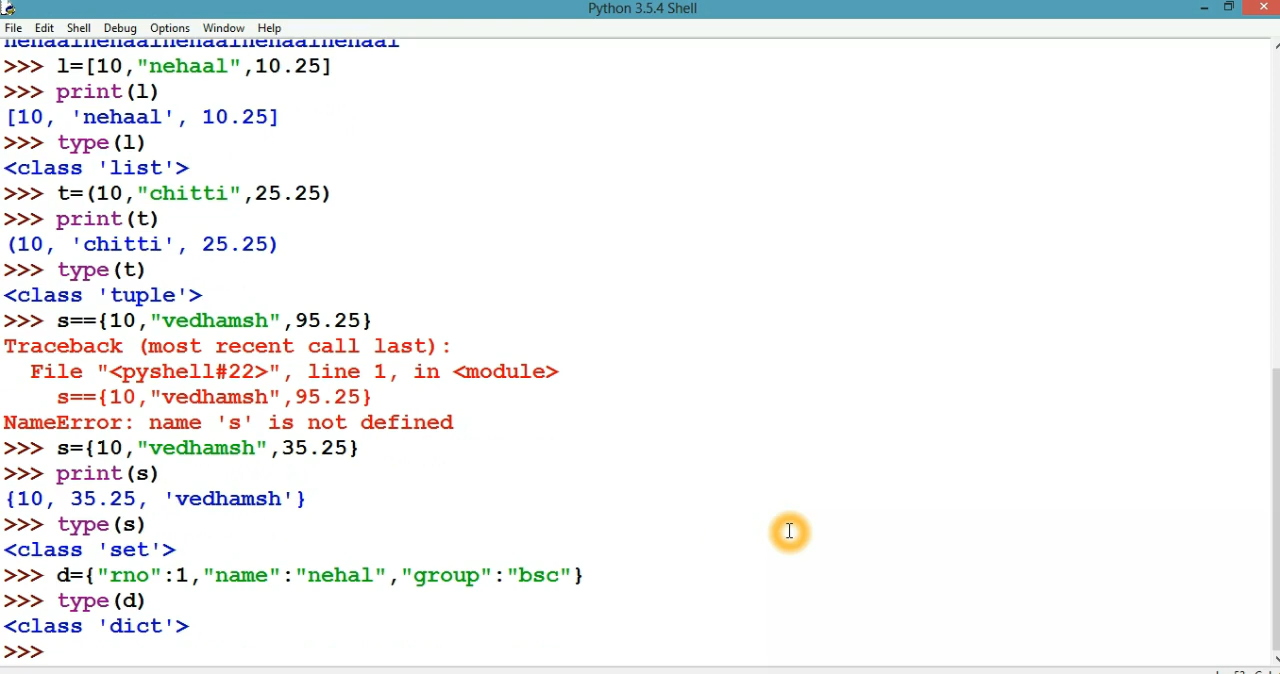 Python 3.5.4 Shell
File Edit Shell Debug Options Window Help
nehaalnehaalnehaalnehaalnehaal
>>> l=[10,"nehaal",10.25]
>>> print(l)
[10, 'nehaal', 10.25]
>>> type(l)
<class 'list'>
>>> t=(10,"chitti",25.25)
>>> print(t)
(10, 'chitti', 25.25)
>>> type(t)
<class 'tuple'>
>>> s=={10,"vedhamsh",95.25}
Traceback (most recent call last):
  File "<pyshell#22>", line 1, in <module>
    s=={10,"vedhamsh",95.25}
NameError: name 's' is not defined
>>> s={10,"vedhamsh",35.25}
>>> print(s)
{10, 35.25, 'vedhamsh'}
>>> type(s)
<class 'set'>
>>> d={"rno":1,"name":"nehal","group":"bsc"}
>>> type(d)
<class 'dict'>
>>>